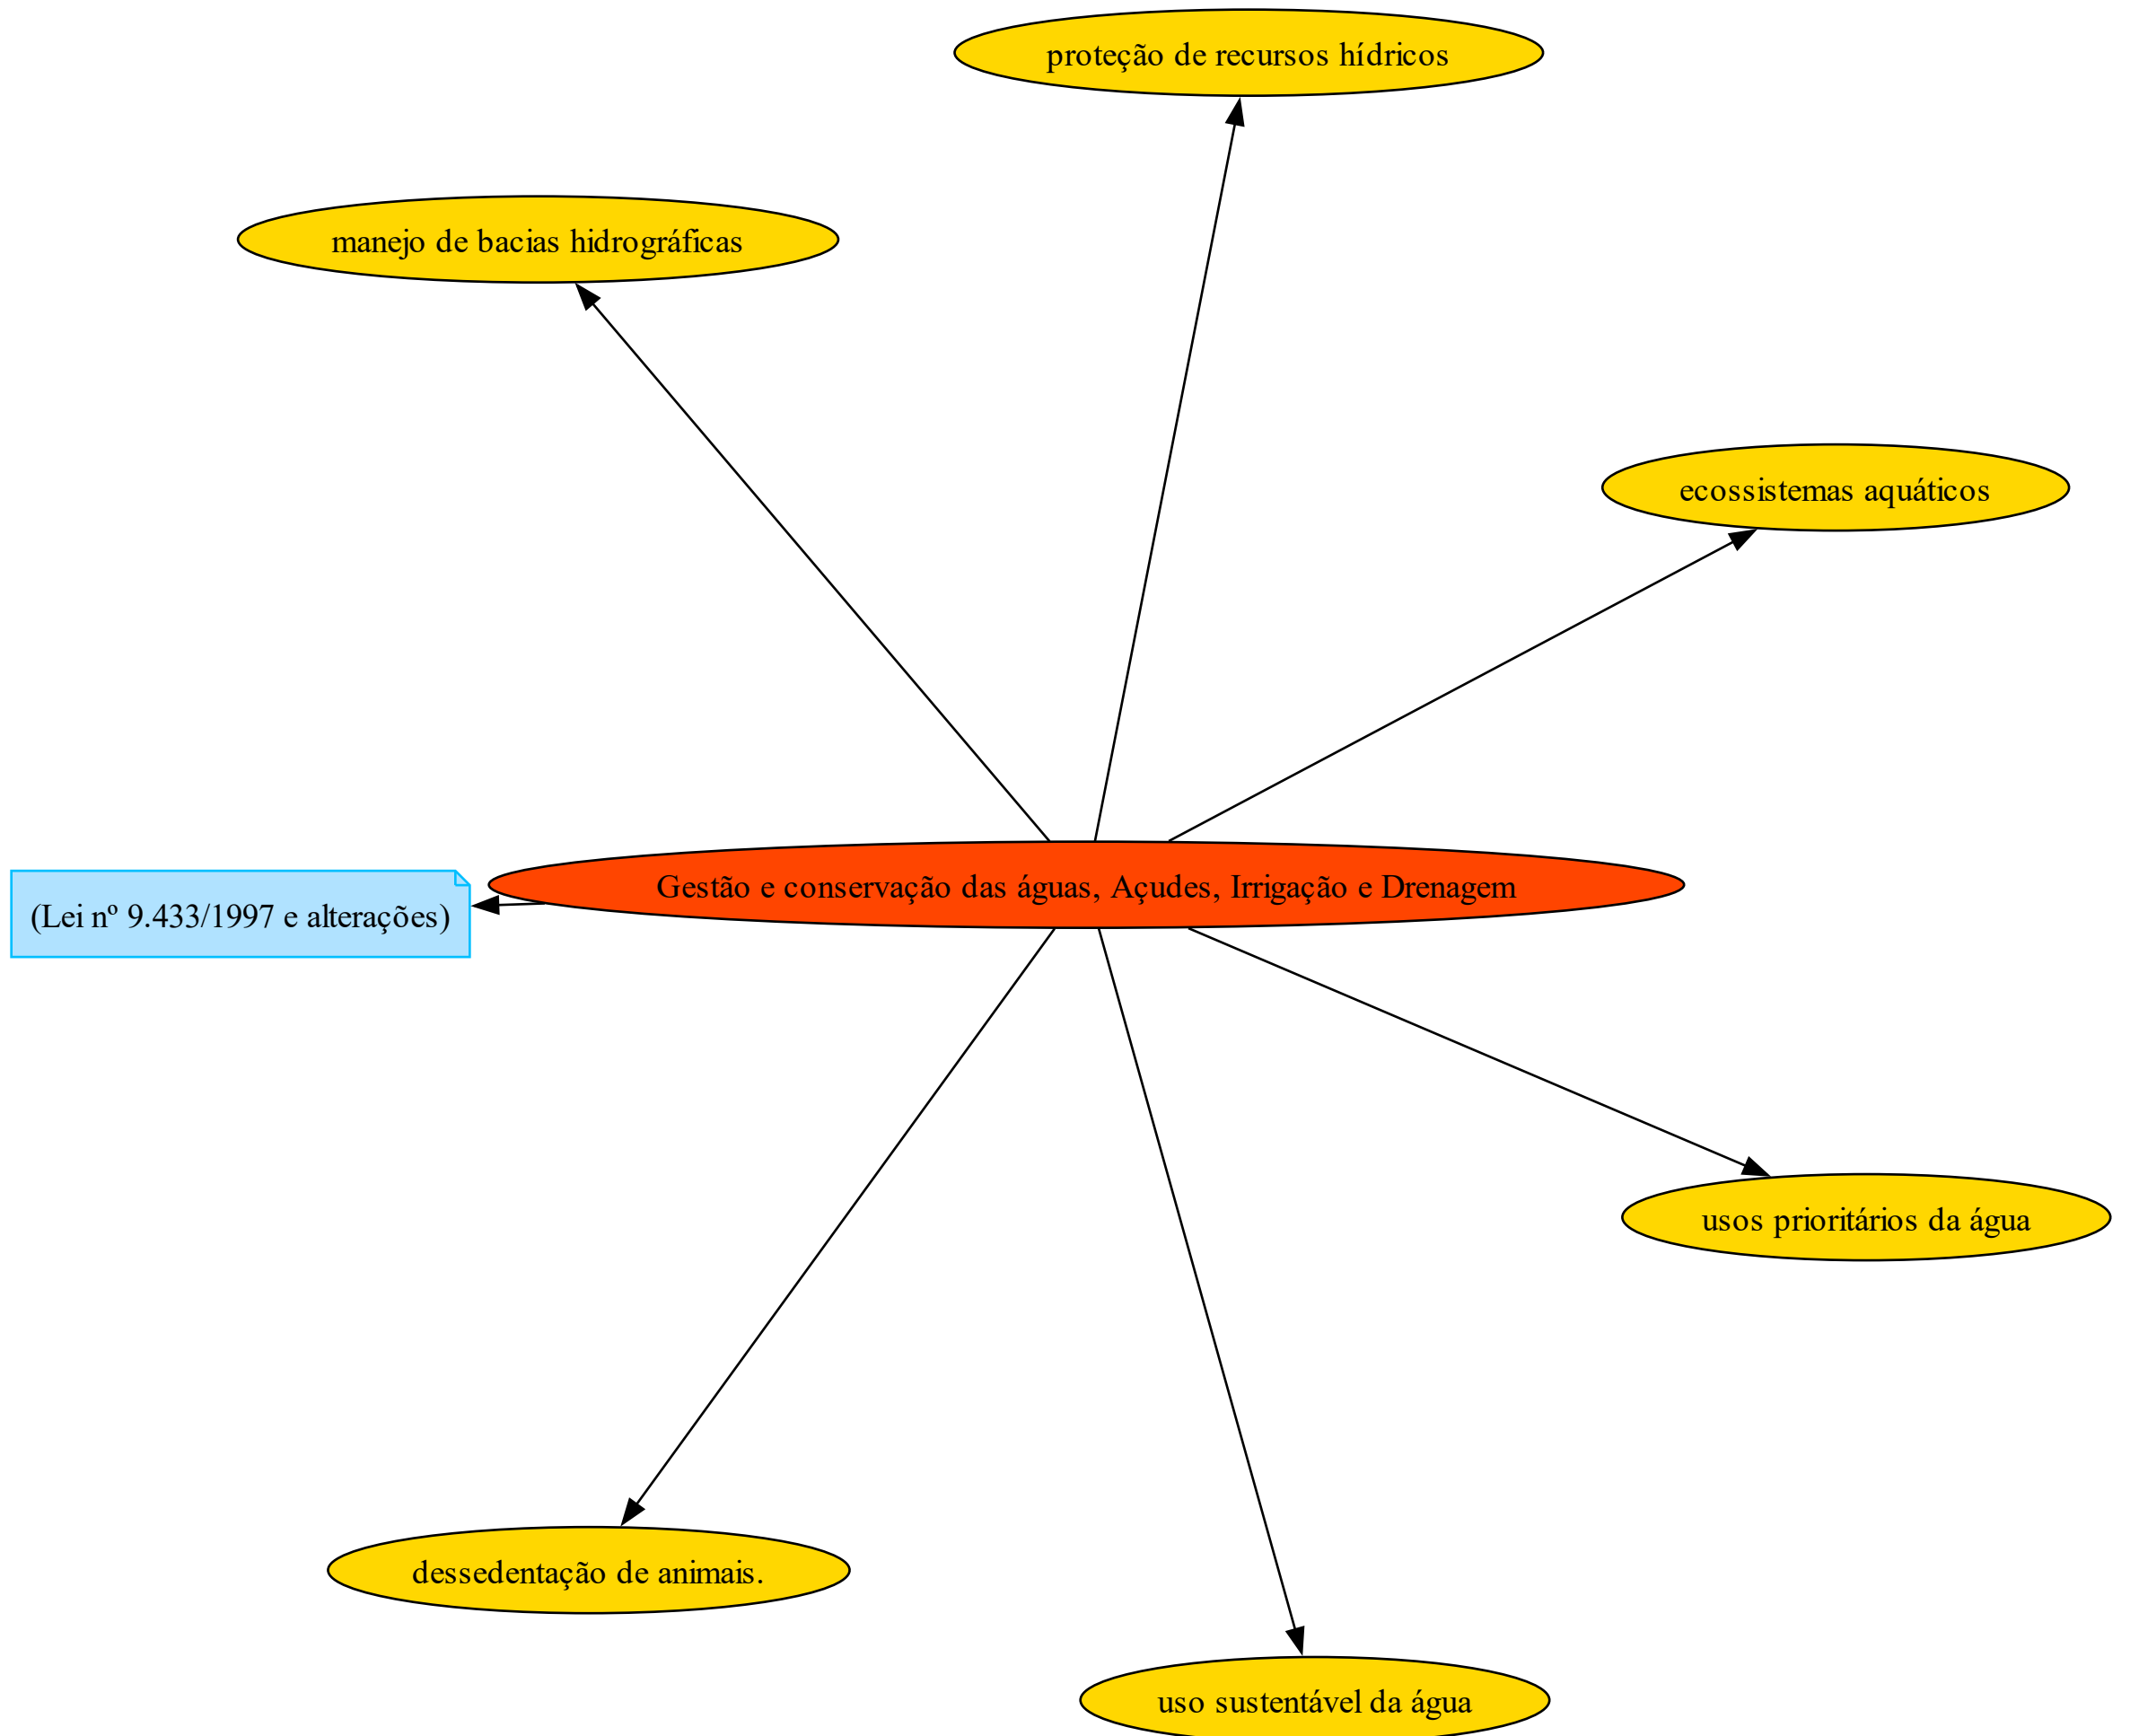 proteção de recursos hídricos
manejo de bacias hidrográficas
ecossistemas aquáticos
Gestão e conservação das águas, Açudes, Irrigação e Drenagem
(Lei nº 9.433/1997 e alterações)
usos prioritários da água
dessedentação de animais.
uso sustentável da água